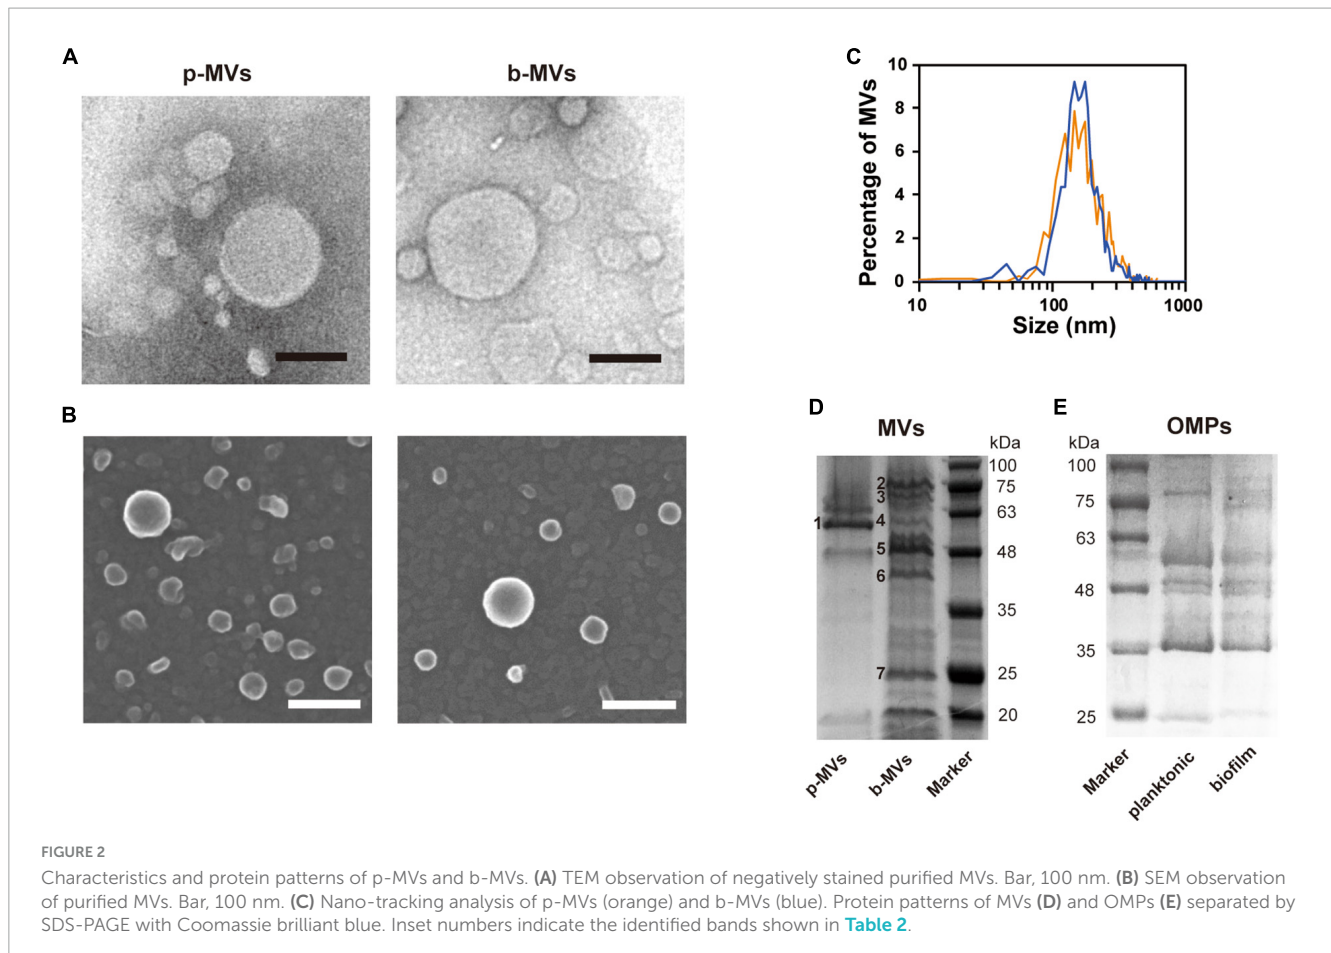 A
p-MVs
b-MVs
B
C
Percentage of MVs
10
8
6
4
2
0
10
100
1000
Size (nm)
D
MVs
kDa
100
75
63
48
35
25
20
1
2
3
4
5
6
7
p-MVs
b-MVs
Marker
E
OMPs
kDa
100
75
63
48
35
25
Marker
planktonic
biofilm
FIGURE 2
Characteristics and protein patterns of p-MVs and b-MVs. (A) TEM observation of negatively stained purified MVs. Bar, 100 nm. (B) SEM observation
of purified MVs. Bar, 100 nm. (C) Nano-tracking analysis of p-MVs (orange) and b-MVs (blue). Protein patterns of MVs (D) and OMPs (E) separated by
SDS-PAGE with Coomassie brilliant blue. Inset numbers indicate the identified bands shown in Table 2.